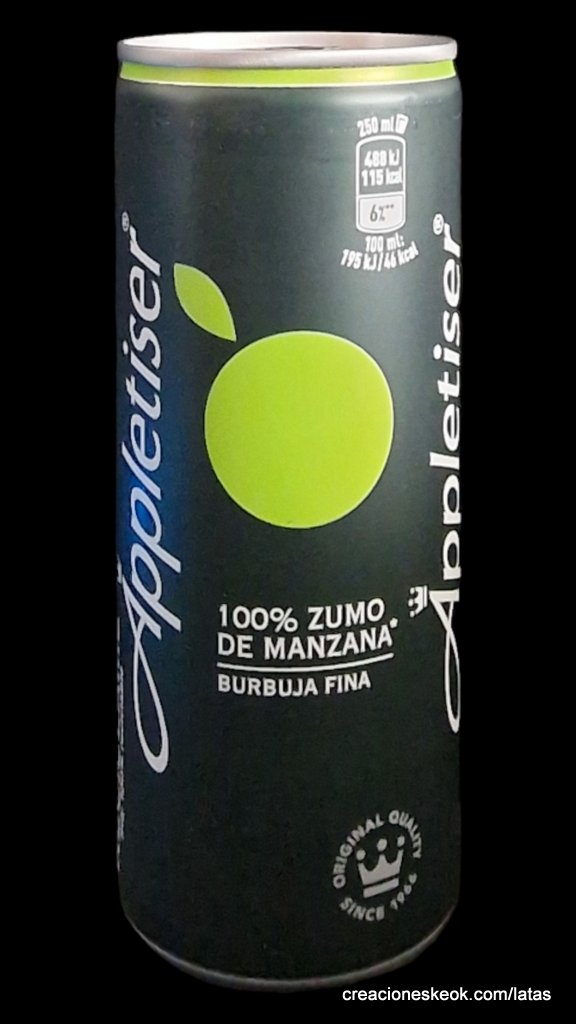 250 ml
488 kJ
115 kcal
6%**
100 ml:
195 kJ/46 kcal
Appletiser®
Appletiser®
100% ZUMO
DE MANZANA*
BURBUJA FINA
ORIGINAL QUALITY
SINCE 1966
creacioneskeok.com/latas